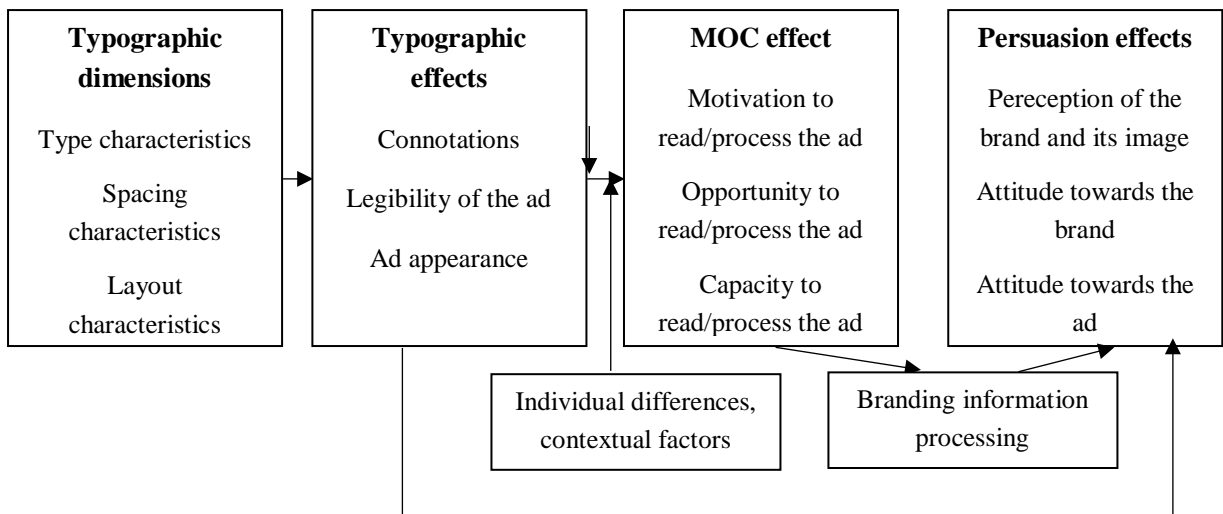 Typographic
dimensions
Type characteristics
Spacing
characteristics
Layout
characteristics
Typographic
effects
Connotations
Legibility of the ad
Ad appearance
MOC effect
Motivation to
read/process the ad
Opportunity to
read/process the ad
Capacity to
read/process the ad
Persuasion effects
Pereception of the
brand and its image
Attitude towards the
brand
Attitude towards the
ad
Individual differences,
contextual factors
Branding information
processing